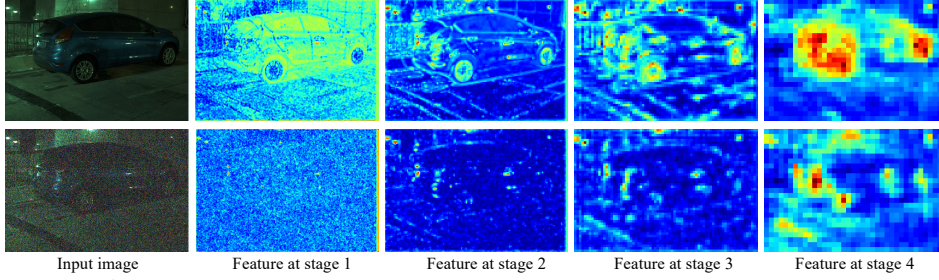 Input image
Feature at stage 1
Feature at stage 2
Feature at stage 3
Feature at stage 4